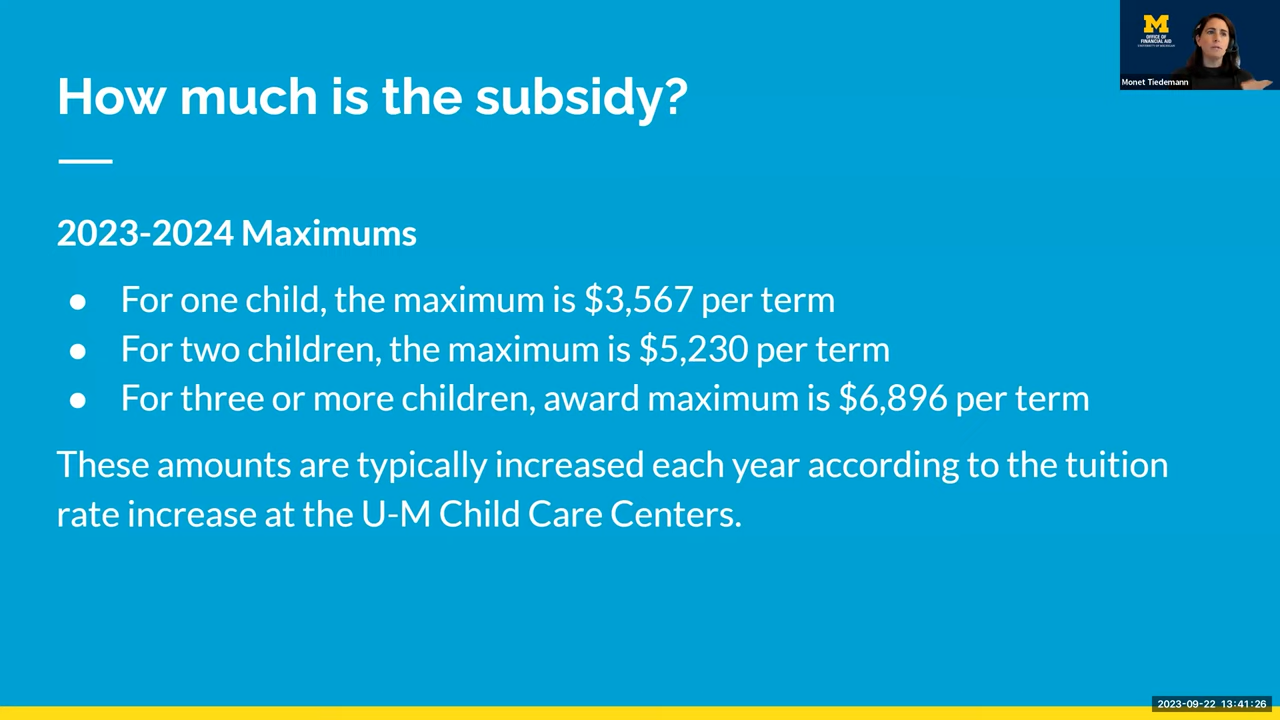 M
OFFICE OF
FINANCIAL AID
UNIVERSITY OF MICHIGAN
Monet Tiedemann
How much is the subsidy?
2023-2024 Maximums
● For one child, the maximum is $3,567 per term
● For two children, the maximum is $5,230 per term
● For three or more children, award maximum is $6,896 per term
These amounts are typically increased each year according to the tuition
rate increase at the U-M Child Care Centers.
2023-09-22 13:41:26